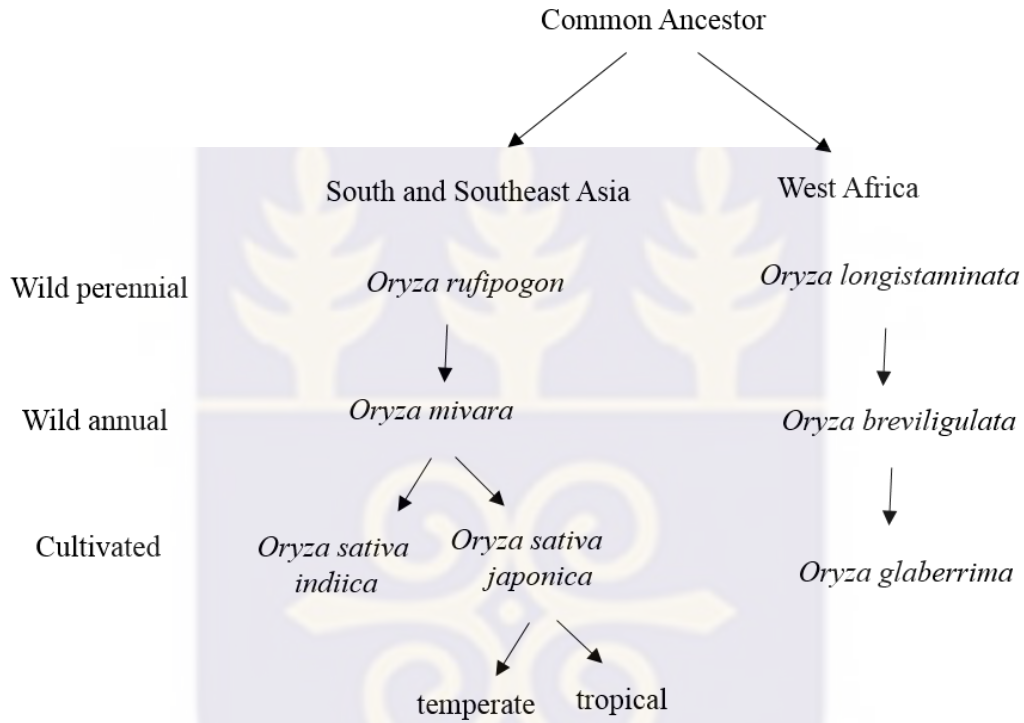 Common Ancestor
South and Southeast Asia
West Africa
Wild perennial
Oryza rufipogon
Oryza longistaminata
Wild annual
Oryza mivara
Oryza breviligulata
Cultivated
Oryza sativa
indiica
Oryza sativa
japonica
Oryza glaberrima
temperate
tropical